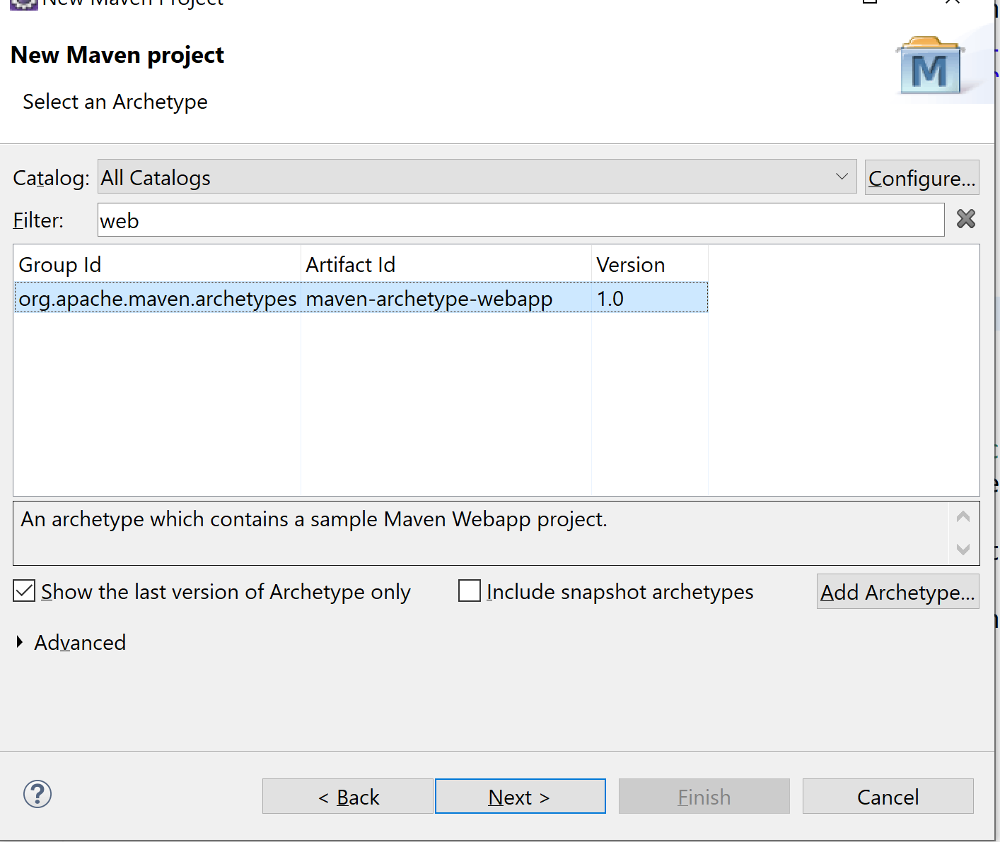 New Maven Project
New Maven project
Select an Archetype
Catalog: All Catalogs Configure...
Filter: web
Group Id Artifact Id Version
org.apache.maven.archetypes maven-archetype-webapp 1.0
An archetype which contains a sample Maven Webapp project.
Show the last version of Archetype only Include snapshot archetypes Add Archetype...
Advanced
? < Back Next > Finish Cancel